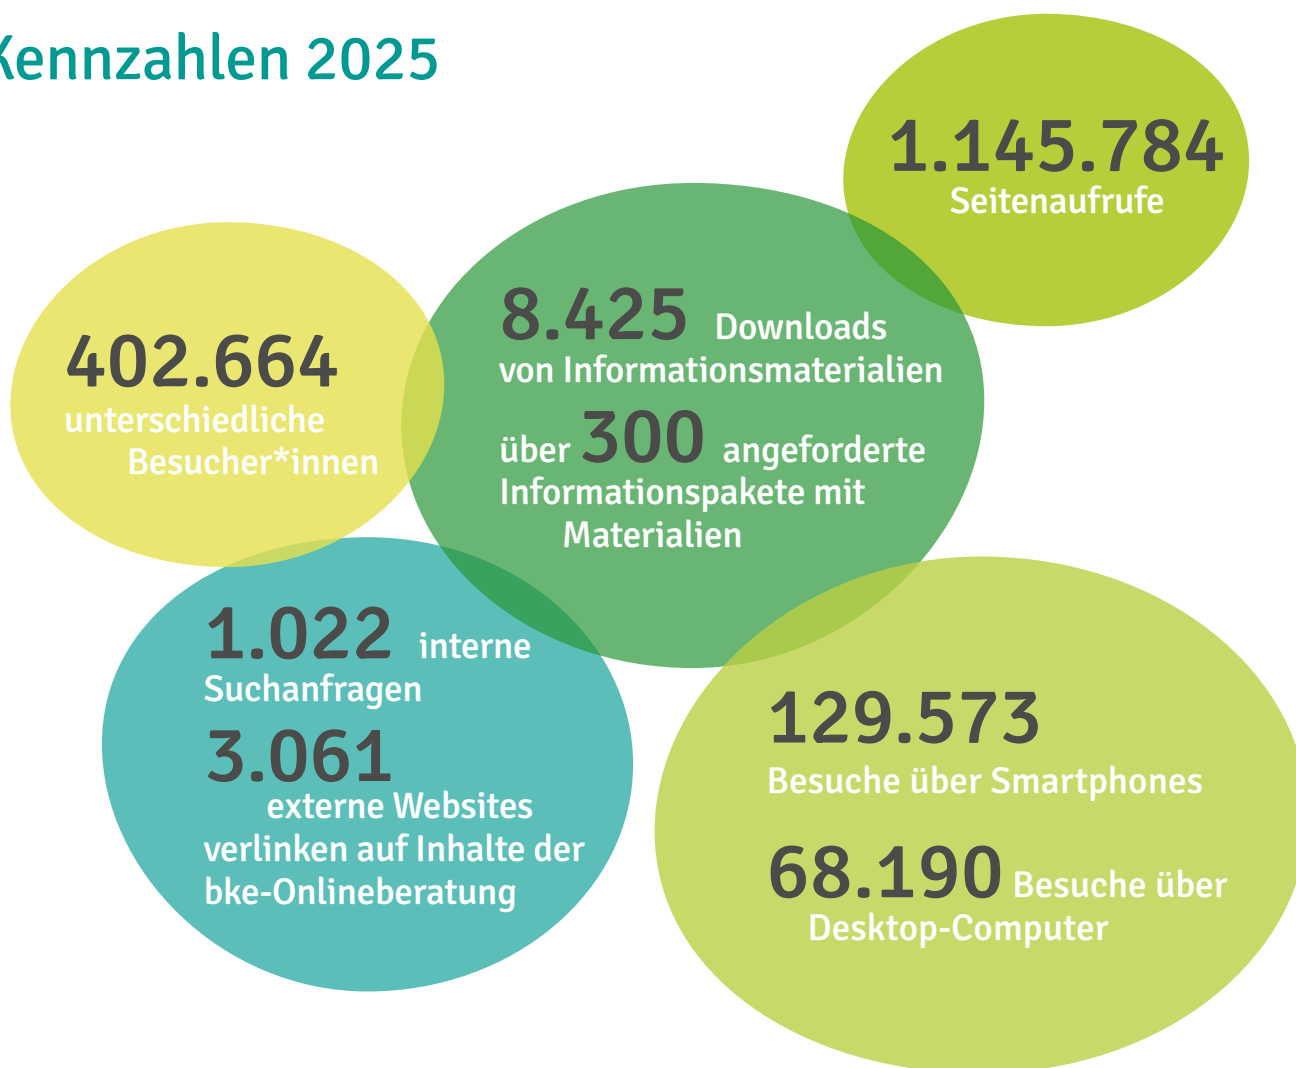 Kennzahlen 2025
1.145.784
Seitenaufrufe
402.664
unterschiedliche
Besucher*innen
8.425 Downloads
von Informationsmaterialien
über 300 angeforderte
Informationspakete mit
Materialien
1.022 interne
Suchanfragen
3.061
externe Websites
verlinken auf Inhalte der
bke-Onlineberatung
129.573
Besuche über Smartphones
68.190 Besuche über
Desktop-Computer